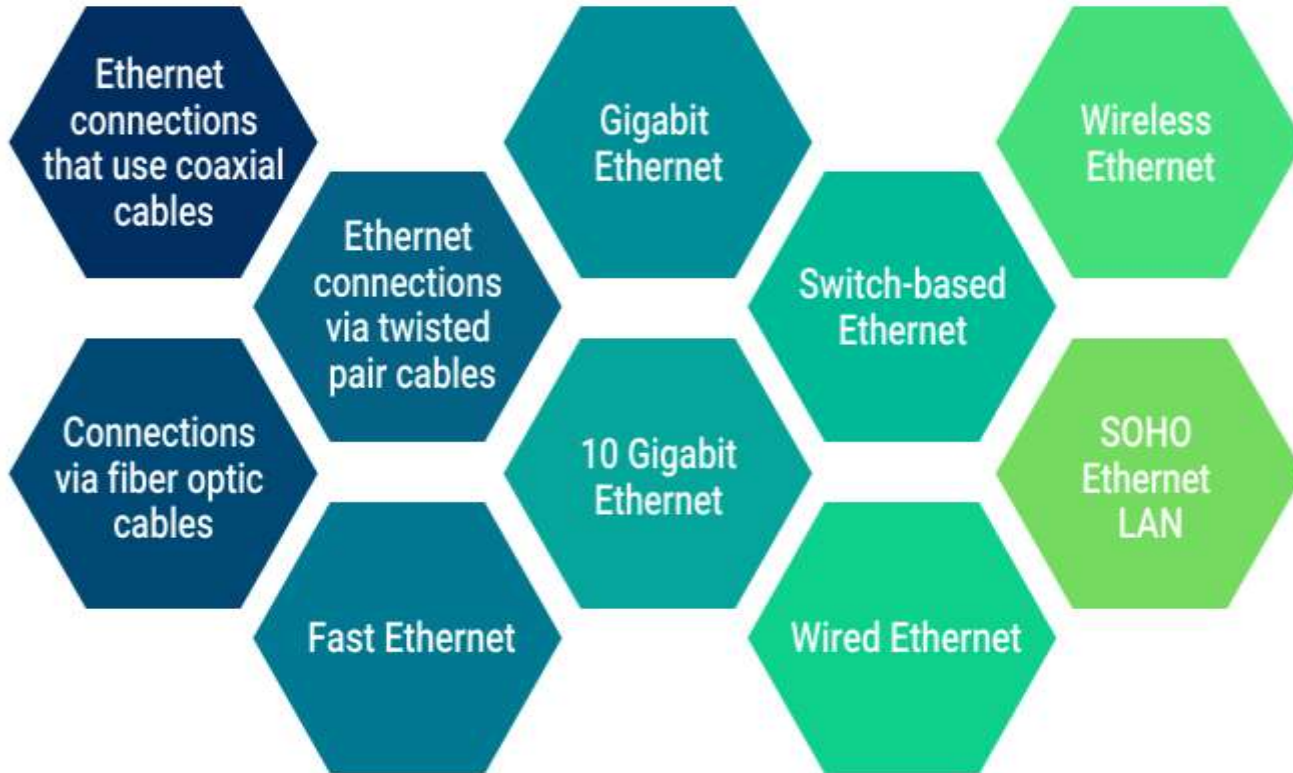 Ethernet
connections
that use coaxial
cables
Connections
via fiber optic
cables
Ethernet
connections
via twisted
pair cables
Fast Ethernet
Gigabit
Ethernet
10 Gigabit
Ethernet
Switch-based
Ethernet
Wired Ethernet
Wireless
Ethernet
SOHO
Ethernet
LAN